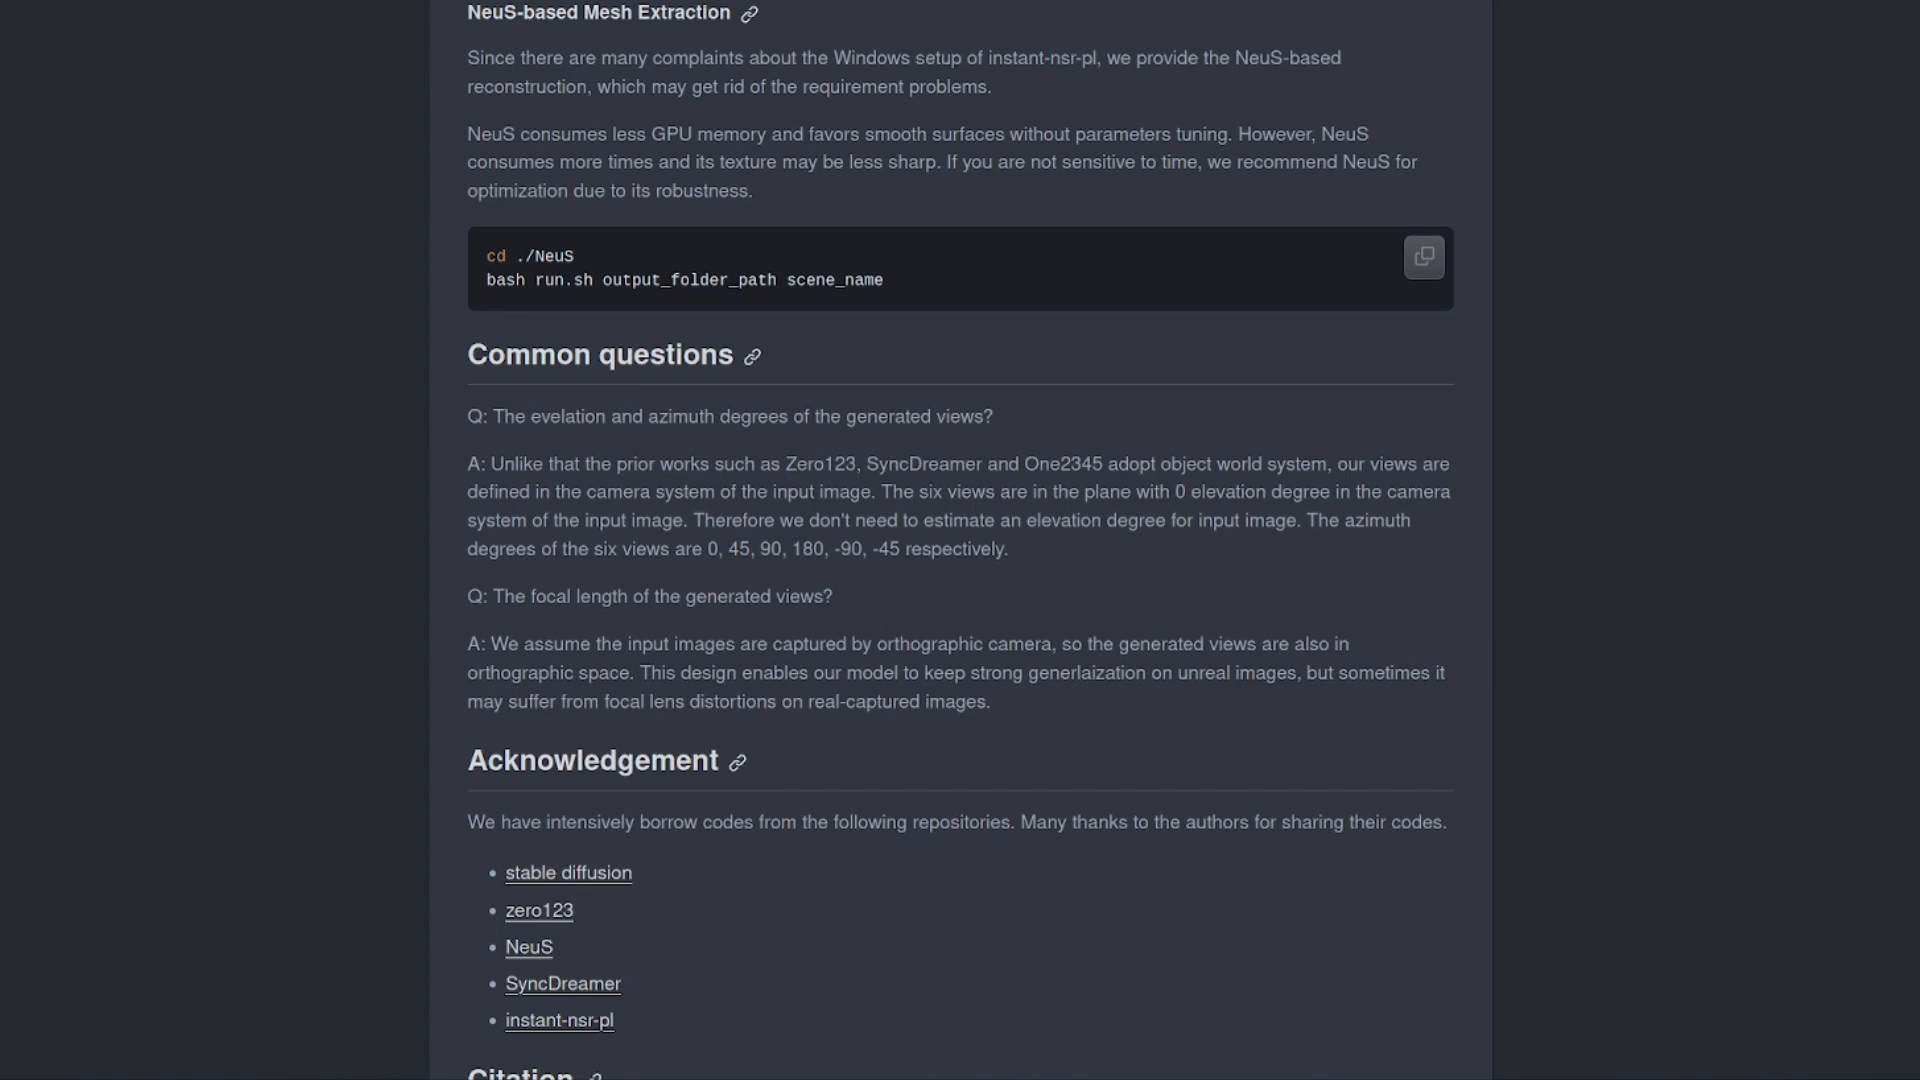 NeuS-based Mesh Extraction
Since there are many complaints about the Windows setup of instant-nsr-pl, we provide the NeuS-based
reconstruction, which may get rid of the requirement problems.
NeuS consumes less GPU memory and favors smooth surfaces without parameters tuning. However, NeuS
consumes more times and its texture may be less sharp. If you are not sensitive to time, we recommend NeuS for
optimization due to its robustness.
cd ./NeuS
bash run.sh output_folder_path scene_name
Common questions
Q: The evelation and azimuth degrees of the generated views?
A: Unlike that the prior works such as Zero123, SyncDreamer and One2345 adopt object world system, our views are
defined in the camera system of the input image. The six views are in the plane with 0 elevation degree in the camera
system of the input image. Therefore we don't need to estimate an elevation degree for input image. The azimuth
degrees of the six views are 0, 45, 90, 180, -90, -45 respectively.
Q: The focal length of the generated views?
A: We assume the input images are captured by orthographic camera, so the generated views are also in
orthographic space. This design enables our model to keep strong generlaization on unreal images, but sometimes it
may suffer from focal lens distortions on real-captured images.
Acknowledgement
We have intensively borrow codes from the following repositories. Many thanks to the authors for sharing their codes.
• stable diffusion
• zero123
• NeuS
• SyncDreamer
• instant-nsr-pl
Citation